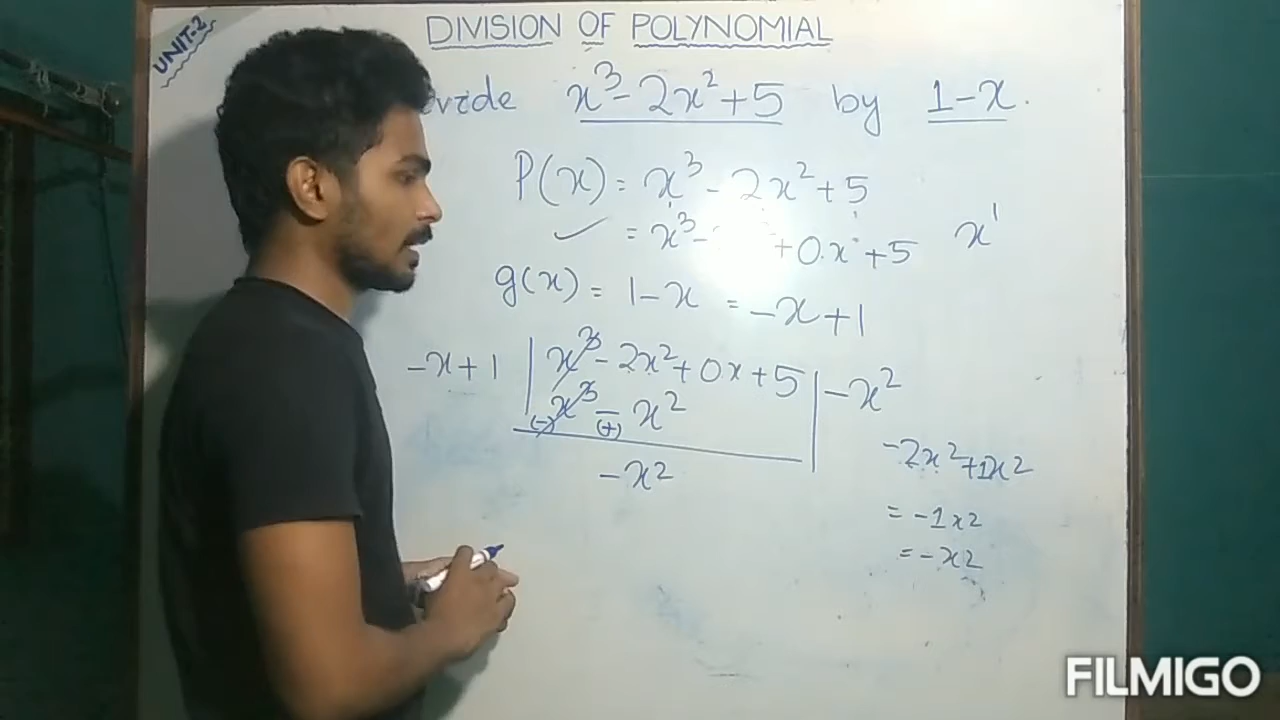 UNIT-2
DIVISION OF POLYNOMIAL
x³ - 2x² + 5 by 1 - x.
P(x) = x³ - 2x² + 5
= x³ - + 0.x + 5 x¹
g(x) = 1 - x = -x + 1
-x + 1 | x³ - 2x² + 0x + 5 | -x²
x³ - x²
(-) (+)
-x²
-2x² + 1x²
= -1x²
= -x²
FILMIGO